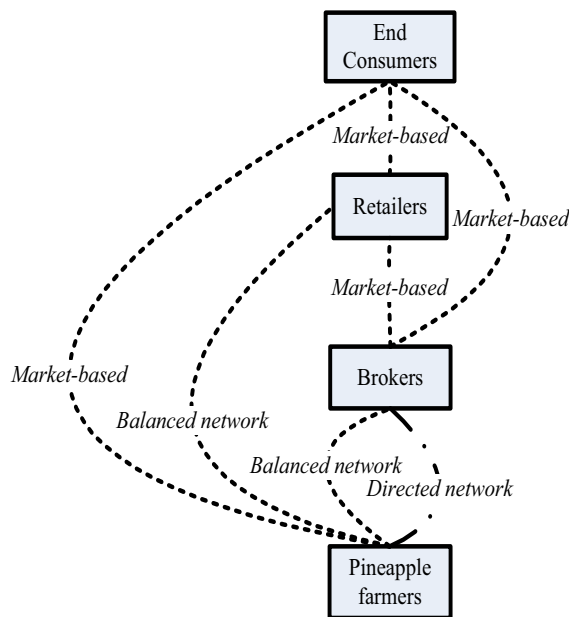 End
Consumers
Market-based
Retailers
Market-based
Market-based
Brokers
Market-based
Balanced network
Balanced network
Directed network
Pineapple
farmers